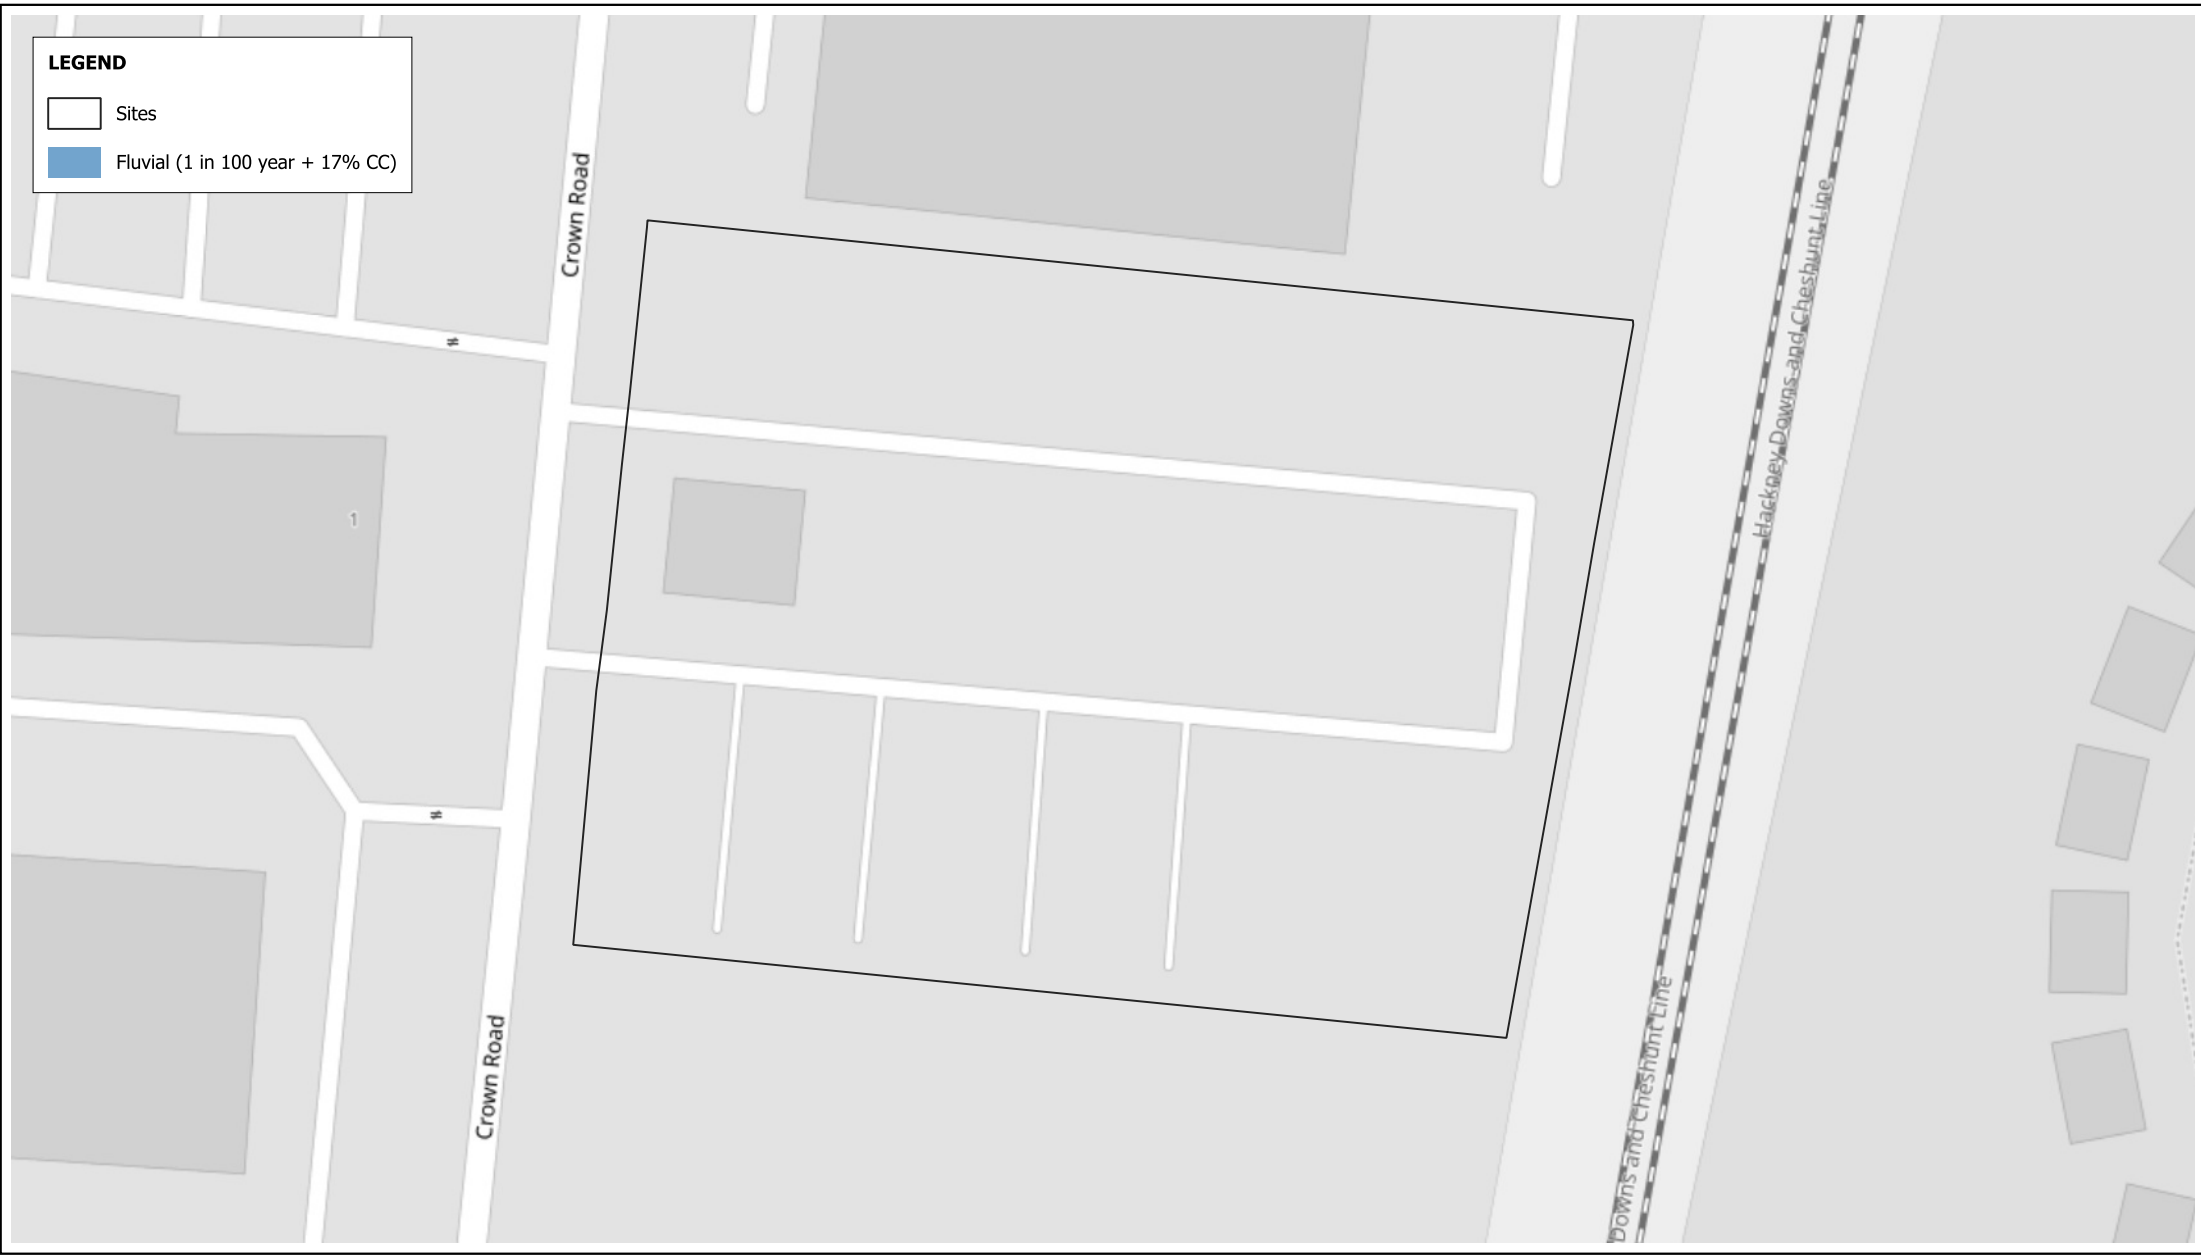 LEGEND
Sites
Fluvial (1 in 100 year + 17% CC)
Crown Road
Hackney Downs and Cheshunt Line
1
Downs and Cheshunt Line
Crown Road